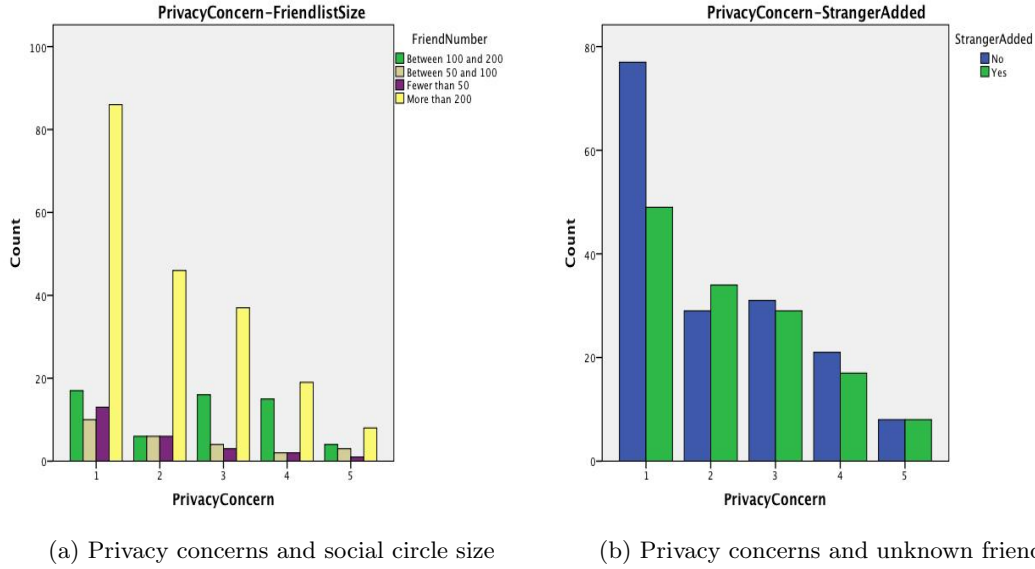 PrivacyConcern-FriendlistSize
FriendNumber
Between 100 and 200
Between 50 and 100
Fewer than 50
More than 200
100
80
60
40
20
0
Count
1 2 3 4 5
PrivacyConcern
(a) Privacy concerns and social circle size
PrivacyConcern-StrangerAdded
StrangerAdded
No
Yes
80
60
40
20
0
Count
1 2 3 4 5
PrivacyConcern
(b) Privacy concerns and unknown friend